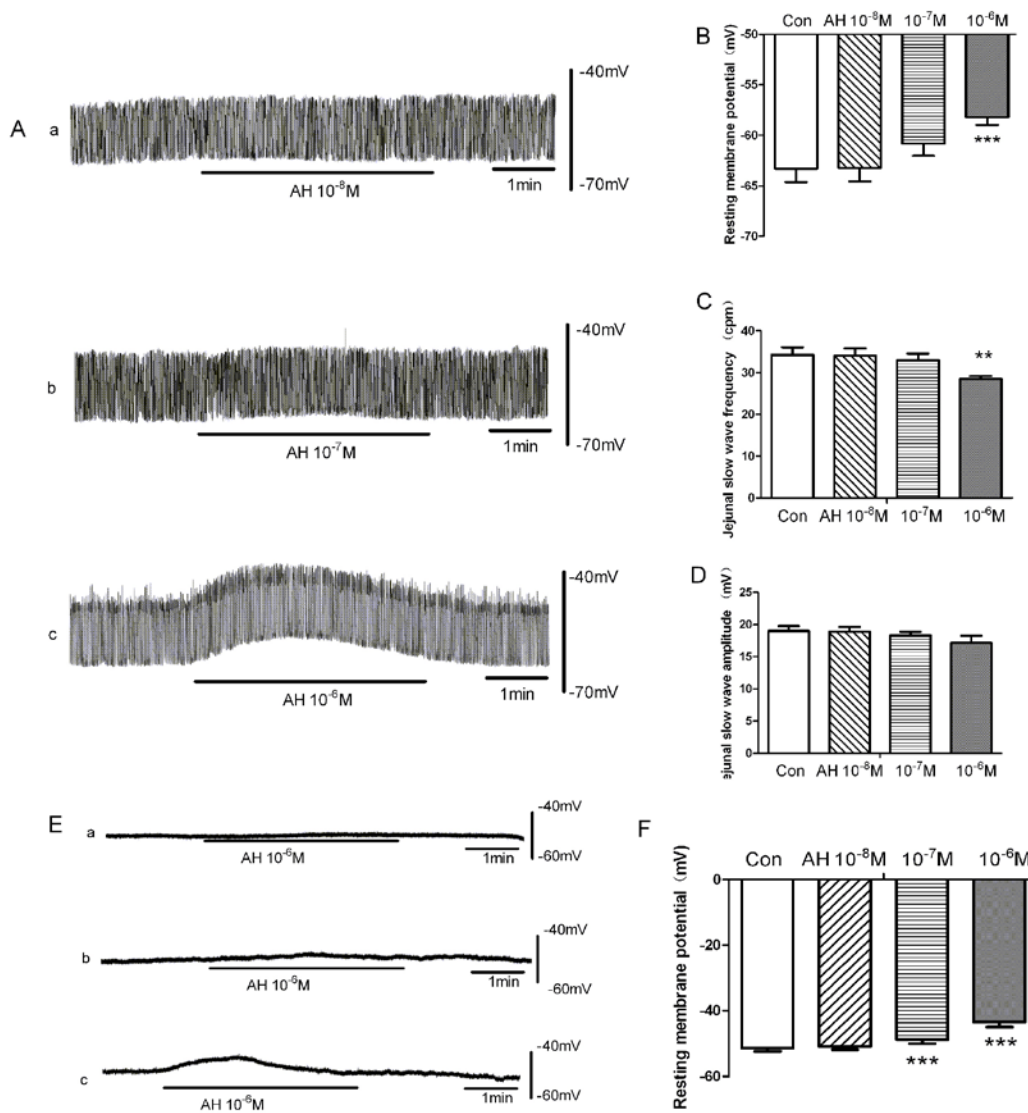 A
a
-40mV
-70mV
AH 10⁻⁸M
1min
b
-40mV
-70mV
AH 10⁻⁷M
1min
c
-40mV
-70mV
AH 10⁻⁶M
1min
B
Con AH 10⁻⁸M 10⁻⁷M 10⁻⁶M
Resting membrane potential (mV)
-50
-55
-60
-65
-70
***
C
Jejunal slow wave frequency (cpm)
40
30
20
10
0
**
Con AH 10⁻⁸M 10⁻⁷M 10⁻⁶M
D
ejunal slow wave amplitude (mV)
25
20
15
10
5
0
Con AH 10⁻⁸M 10⁻⁷M 10⁻⁶M
E
a
-40mV
-60mV
AH 10⁻⁶M
1min
b
-40mV
-60mV
AH 10⁻⁶M
1min
c
-40mV
-60mV
AH 10⁻⁶M
1min
F
Con AH 10⁻⁸M 10⁻⁷M 10⁻⁶M
Resting membrane potential (mV)
0
-20
-40
-60
*** ***